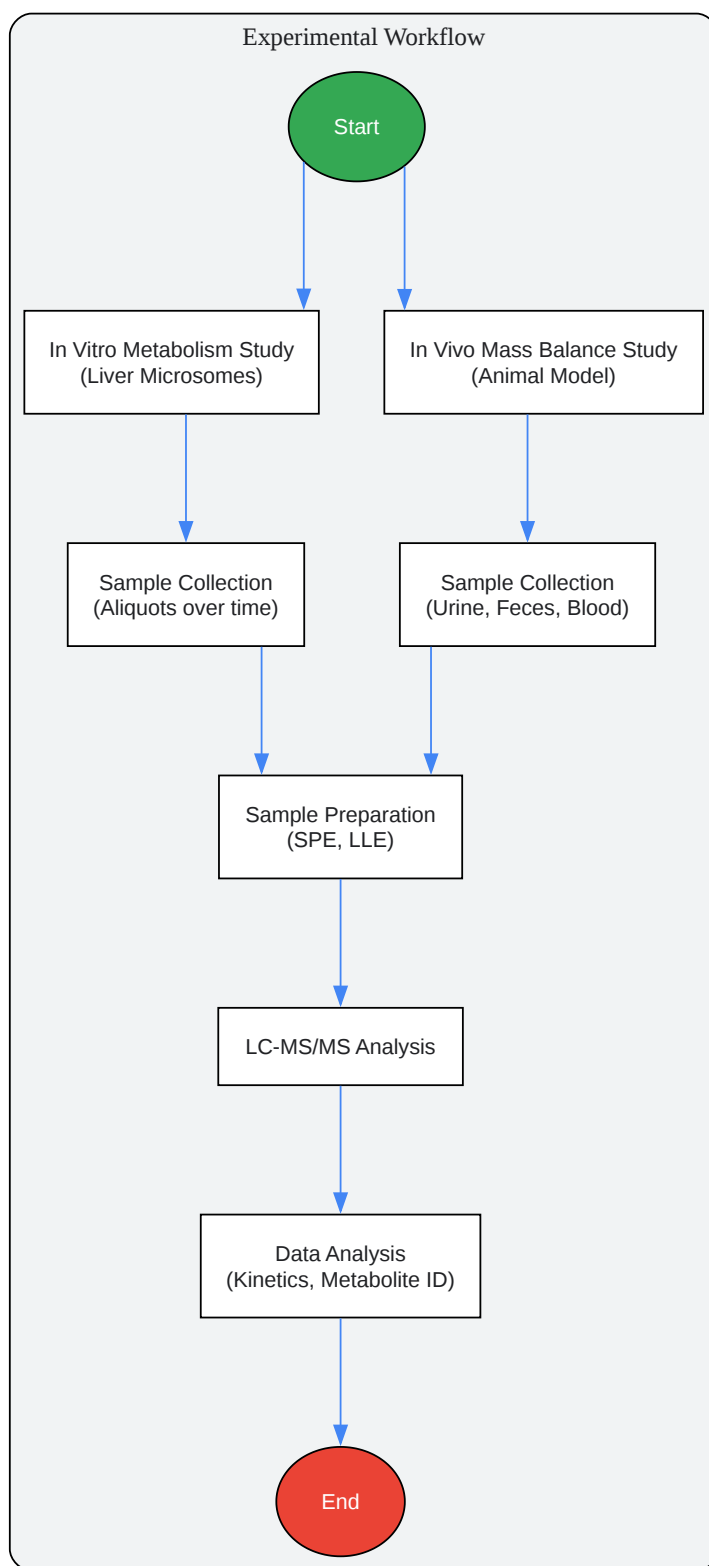 Experimental Workflow
Start
In Vitro Metabolism Study
(Liver Microsomes)
In Vivo Mass Balance Study
(Animal Model)
Sample Collection
(Aliquots over time)
Sample Collection
(Urine, Feces, Blood)
Sample Preparation
(SPE, LLE)
LC-MS/MS Analysis
Data Analysis
(Kinetics, Metabolite ID)
End